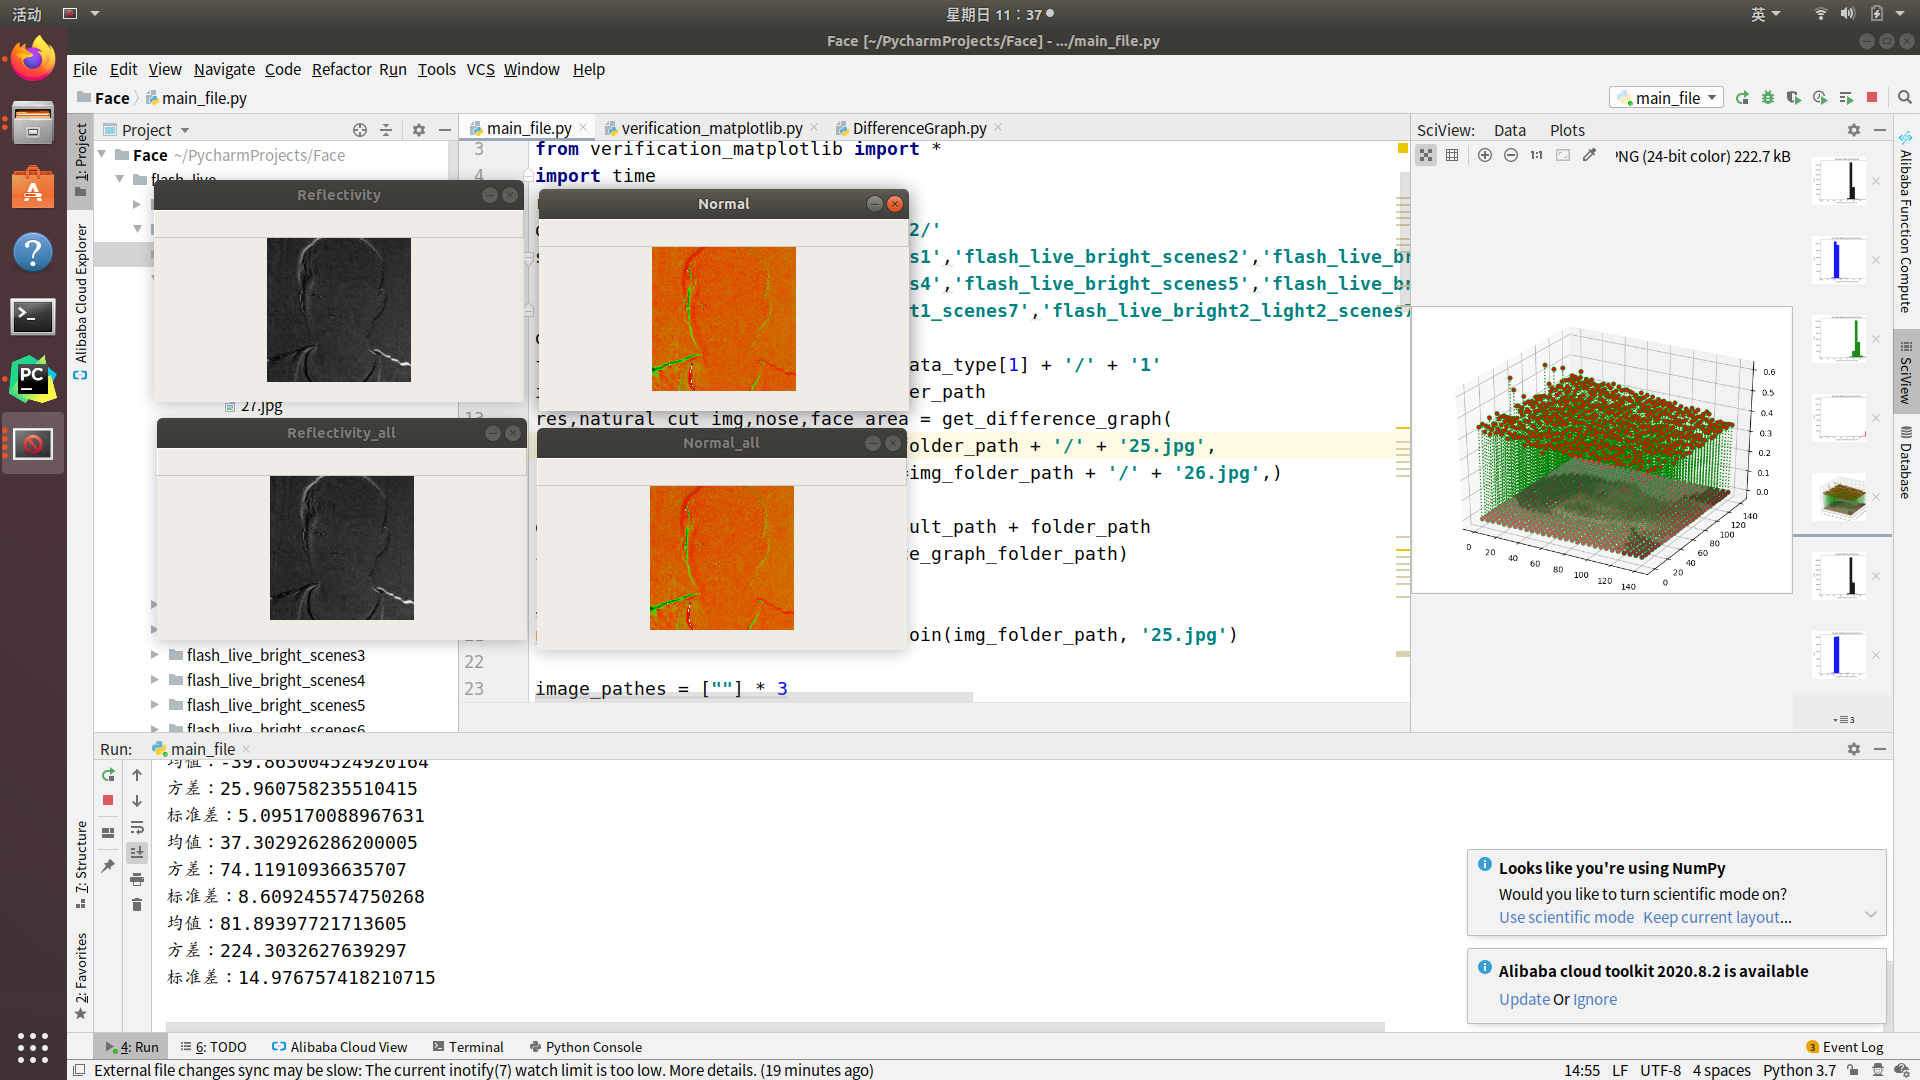 活动
星期日 11：37
英
Face [~/PycharmProjects/Face] - .../main_file.py
File Edit View Navigate Code Refactor Run Tools VCS Window Help
Face main_file.py
main_file
Project
main_file.py
verification_matplotlib.py
DifferenceGraph.py
SciView: Data Plots
1:1
PNG (24-bit color) 222.7 kB
Face ~/PycharmProjects/Face
flash_live
Reflectivity
Normal
Reflectivity_all
Normal_all
27.jpg
flash_live_bright_scenes3
flash_live_bright_scenes4
flash_live_bright_scenes5
flash_live_bright_scenes6
3 from verification_matplotlib import *
4 import time
2/'
s1','flash_live_bright_scenes2','flash_live_br
s4','flash_live_bright_scenes5','flash_live_br
t1_scenes7','flash_live_bright2_light2_scenes7
ata_type[1] + '/' + '1'
er_path
13 res,natural_cut_img,nose,face_area = get_difference_graph(
folder_path + '/' + '25.jpg',
=img_folder_path + '/' + '26.jpg',)
ult_path + folder_path
ce_graph_folder_path)
oin(img_folder_path, '25.jpg')
22
23 image_pathes = [""] * 3
0.6
0.5
0.4
0.3
0.2
0.1
0.0
0 20 40 60 80 100 120 140
0 20 40 60 80 100 120 140
3
1: Project
Alibaba Cloud Explorer
7: Structure
2: Favorites
Alibaba Function Compute
SciView
Database
Run: main_file
均值：-39.863004524920164
方差：25.960758235510415
标准差：5.095170088967631
均值：37.302926286200005
方差：74.11910936635707
标准差：8.609245574750268
均值：81.89397721713605
方差：224.3032627639297
标准差：14.976757418210715
Looks like you're using NumPy
Would you like to turn scientific mode on?
Use scientific mode Keep current layout...
Alibaba cloud toolkit 2020.8.2 is available
Update Or Ignore
4: Run 6: TODO Alibaba Cloud View Terminal Python Console
3 Event Log
External file changes sync may be slow: The current inotify(7) watch limit is too low. More details. (19 minutes ago)
14:55 LF UTF-8 4 spaces Python 3.7